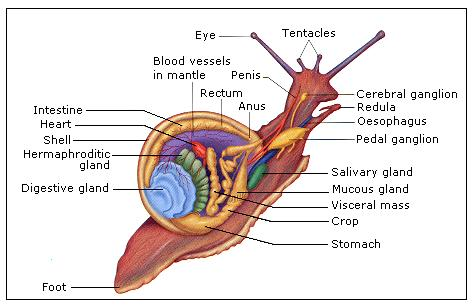 Eye
Tentacles
Blood vessels
in mantle
Penis
Rectum
Anus
Cerebral ganglion
Redula
Oesophagus
Pedal ganglion
Intestine
Heart
Shell
Hermaphroditic
gland
Digestive gland
Salivary gland
Mucous gland
Visceral mass
Crop
Stomach
Foot